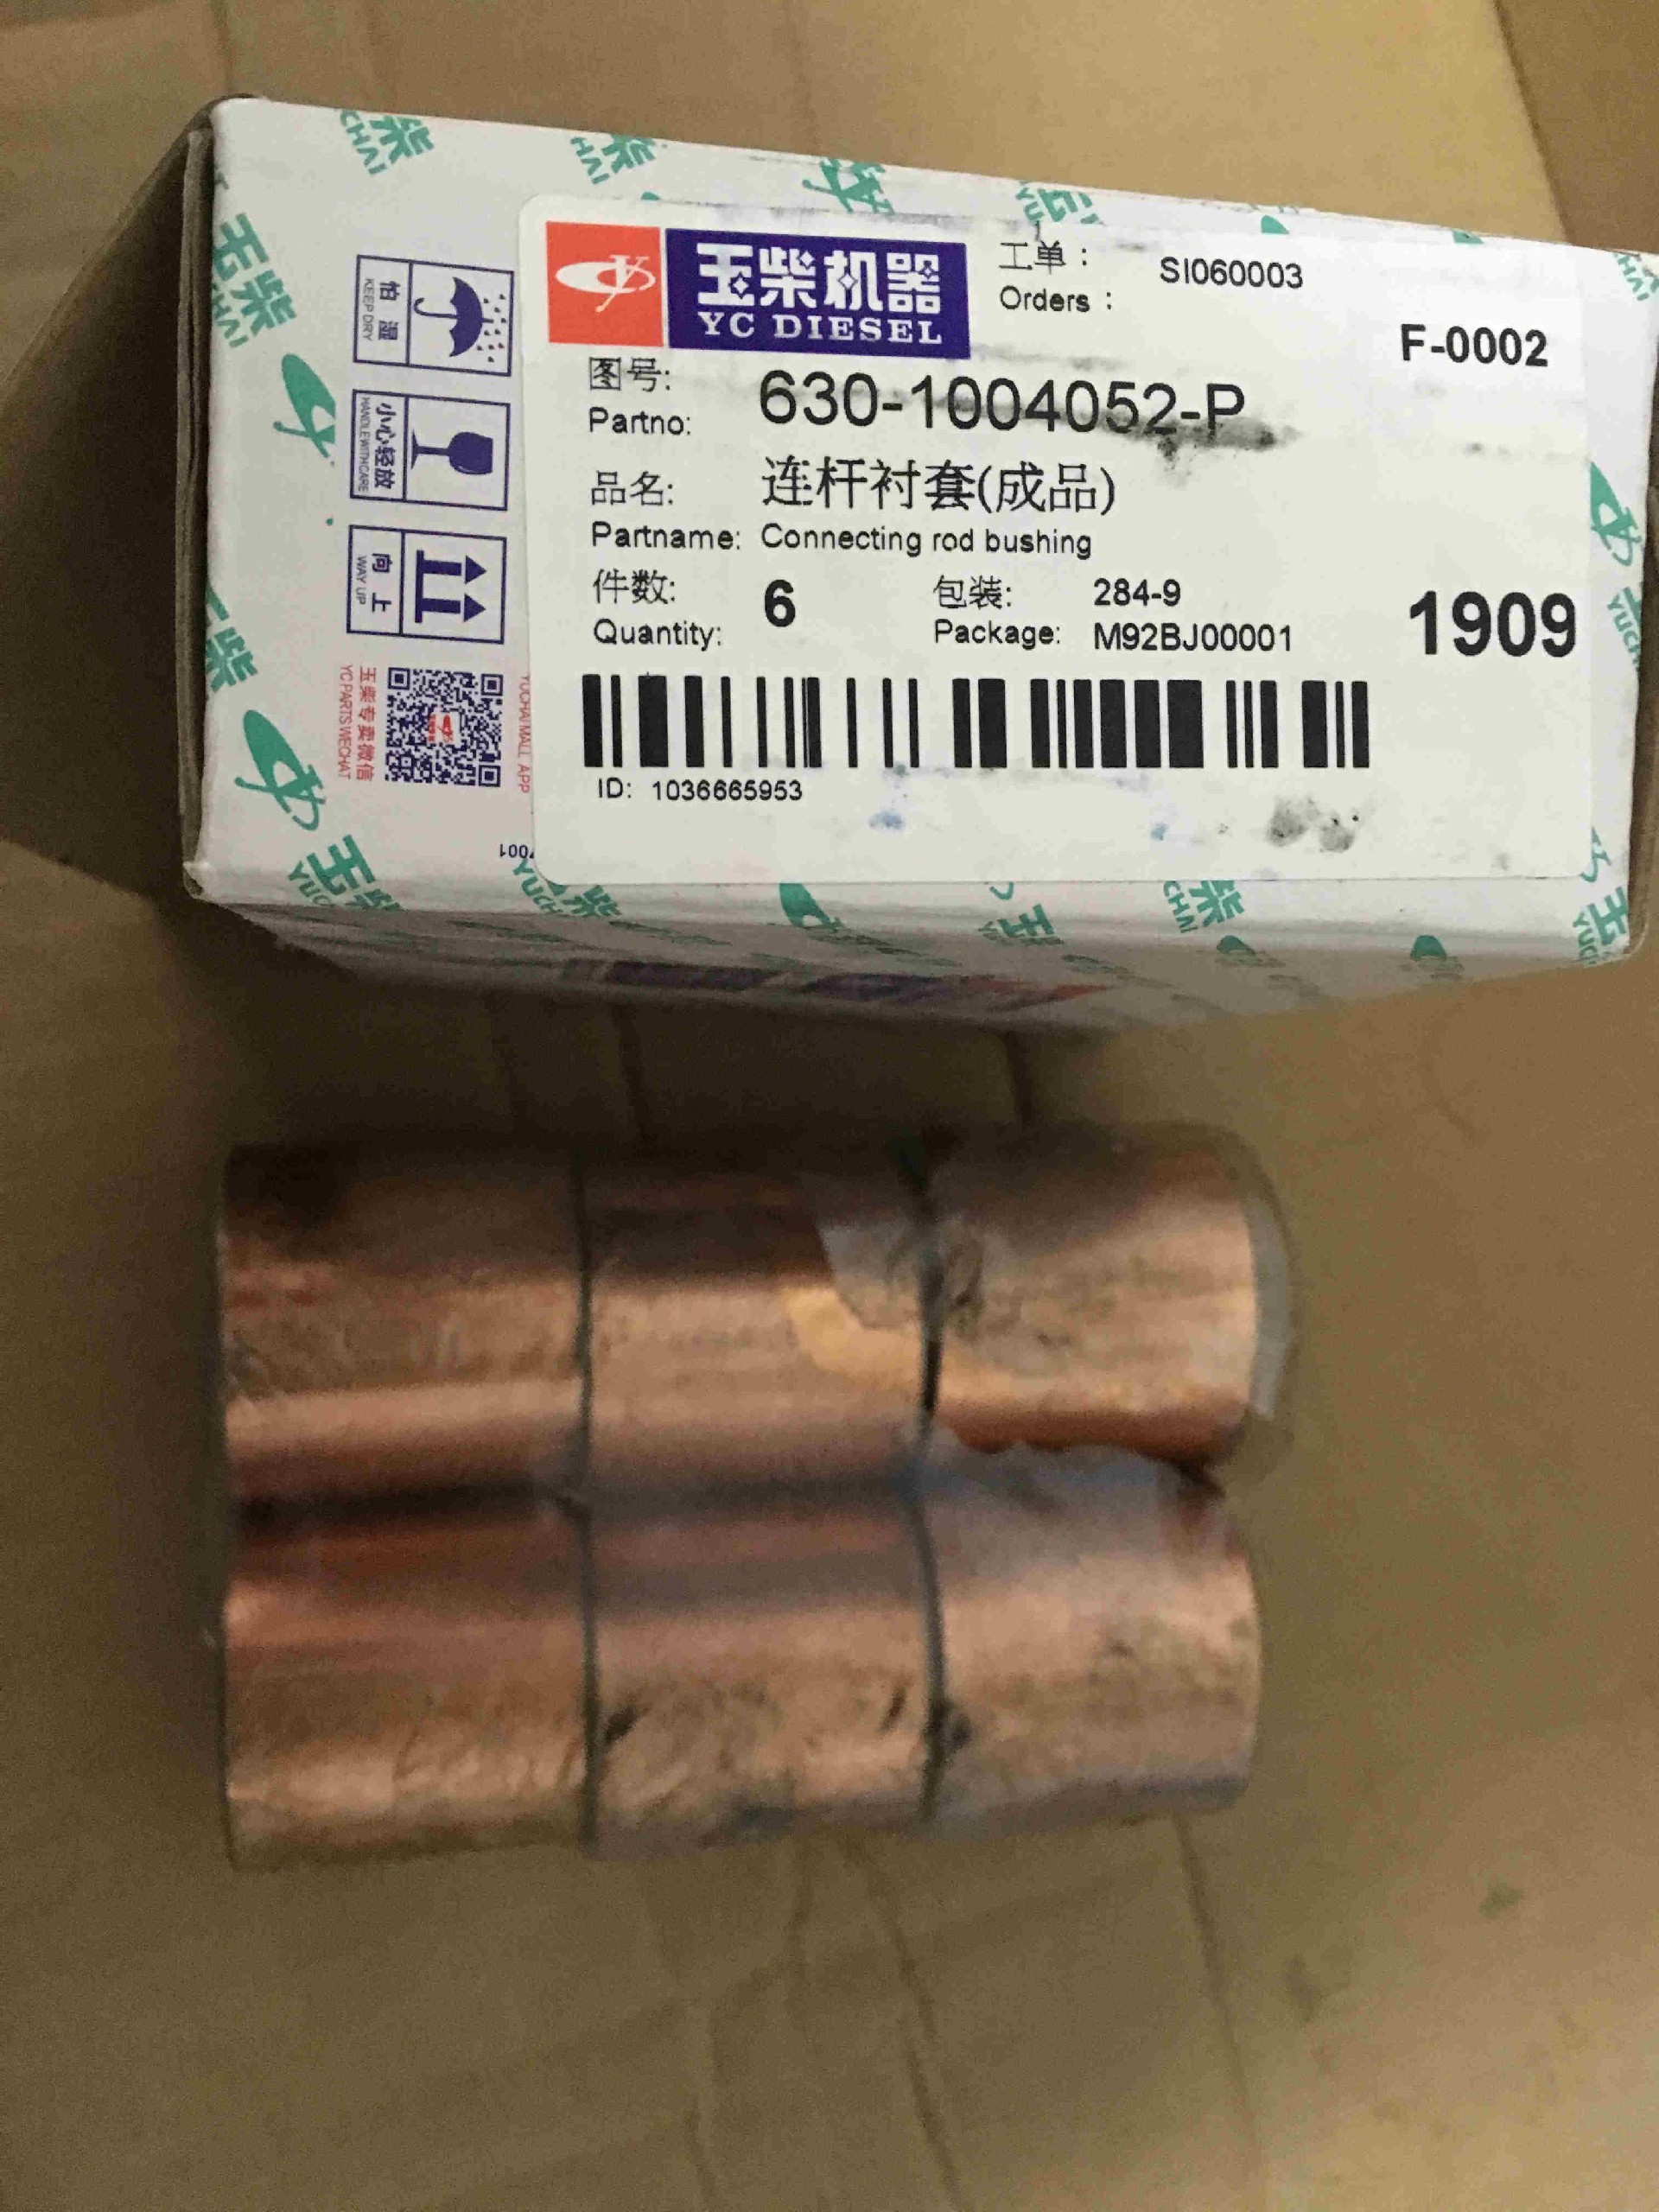 玉柴机器
YC DIESEL
工单: SI060003
Orders:
F-0002
图号: 630-1004052-P
Partno:
品名: 连杆衬套(成品)
Partname: Connecting rod bushing
件数: 6
Quantity:
包装: 284-9
Package: M92BJ00001
1909
ID: 1036665953
怕湿
KEEP DRY
小心轻放
HANDLE WITH CARE
向上
WAY UP
玉柴专卖微信
YC PARTS WECHAT
YUCHAI MALL APP
玉柴
YUCHAI